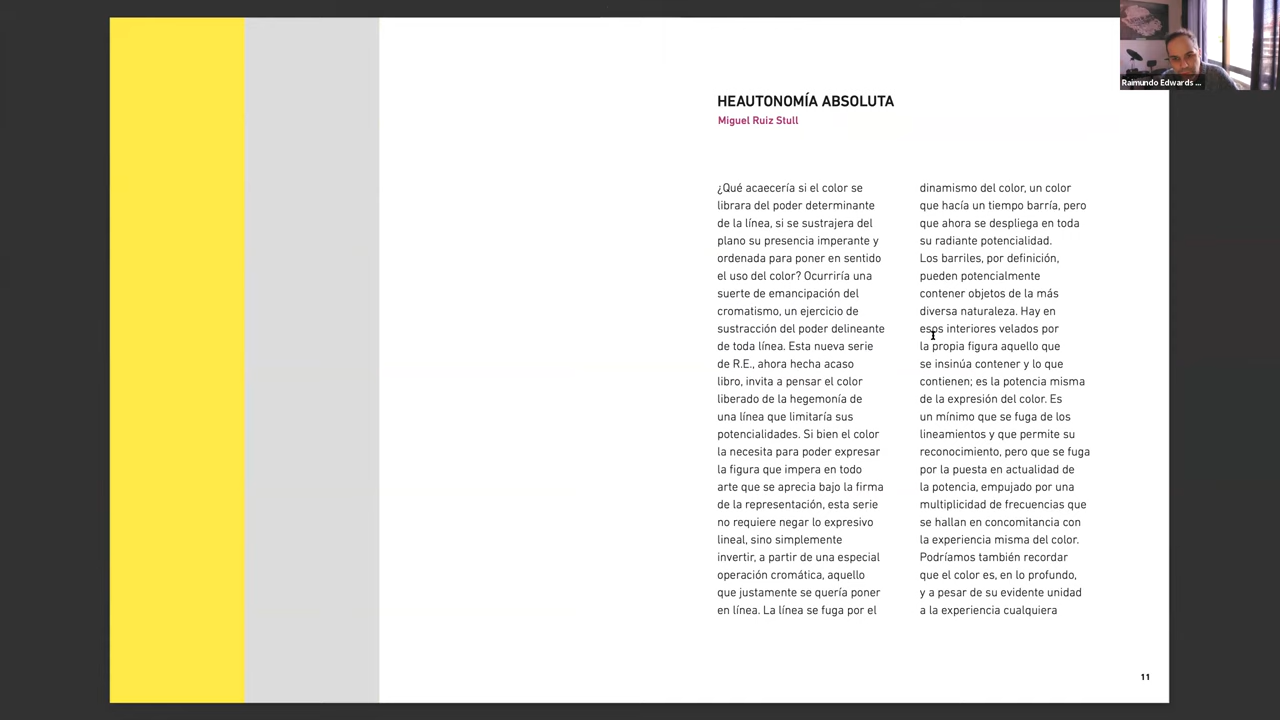 Raimundo Edwards ...
HEAUTONOMÍA ABSOLUTA
Miguel Ruiz Stull
¿Qué acaecería si el color se
librara del poder determinante
de la línea, si se sustrajera del
plano su presencia imperante y
ordenada para poner en sentido
el uso del color? Ocurriría una
suerte de emancipación del
cromatismo, un ejercicio de
sustracción del poder delineante
de toda línea. Esta nueva serie
de R.E., ahora hecha acaso
libro, invita a pensar el color
liberado de la hegemonía de
una línea que limitaría sus
potencialidades. Si bien el color
la necesita para poder expresar
la figura que impera en todo
arte que se aprecia bajo la firma
de la representación, esta serie
no requiere negar lo expresivo
lineal, sino simplemente
invertir, a partir de una especial
operación cromática, aquello
que justamente se quería poner
en línea. La línea se fuga por el
dinamismo del color, un color
que hacía un tiempo barría, pero
que ahora se despliega en toda
su radiante potencialidad.
Los barriles, por definición,
pueden potencialmente
contener objetos de la más
diversa naturaleza. Hay en
esos interiores velados por
la propia figura aquello que
se insinúa contener y lo que
contienen; es la potencia misma
de la expresión del color. Es
un mínimo que se fuga de los
lineamientos y que permite su
reconocimiento, pero que se fuga
por la puesta en actualidad de
la potencia, empujado por una
multiplicidad de frecuencias que
se hallan en concomitancia con
la experiencia misma del color.
Podríamos también recordar
que el color es, en lo profundo,
y a pesar de su evidente unidad
a la experiencia cualquiera
11